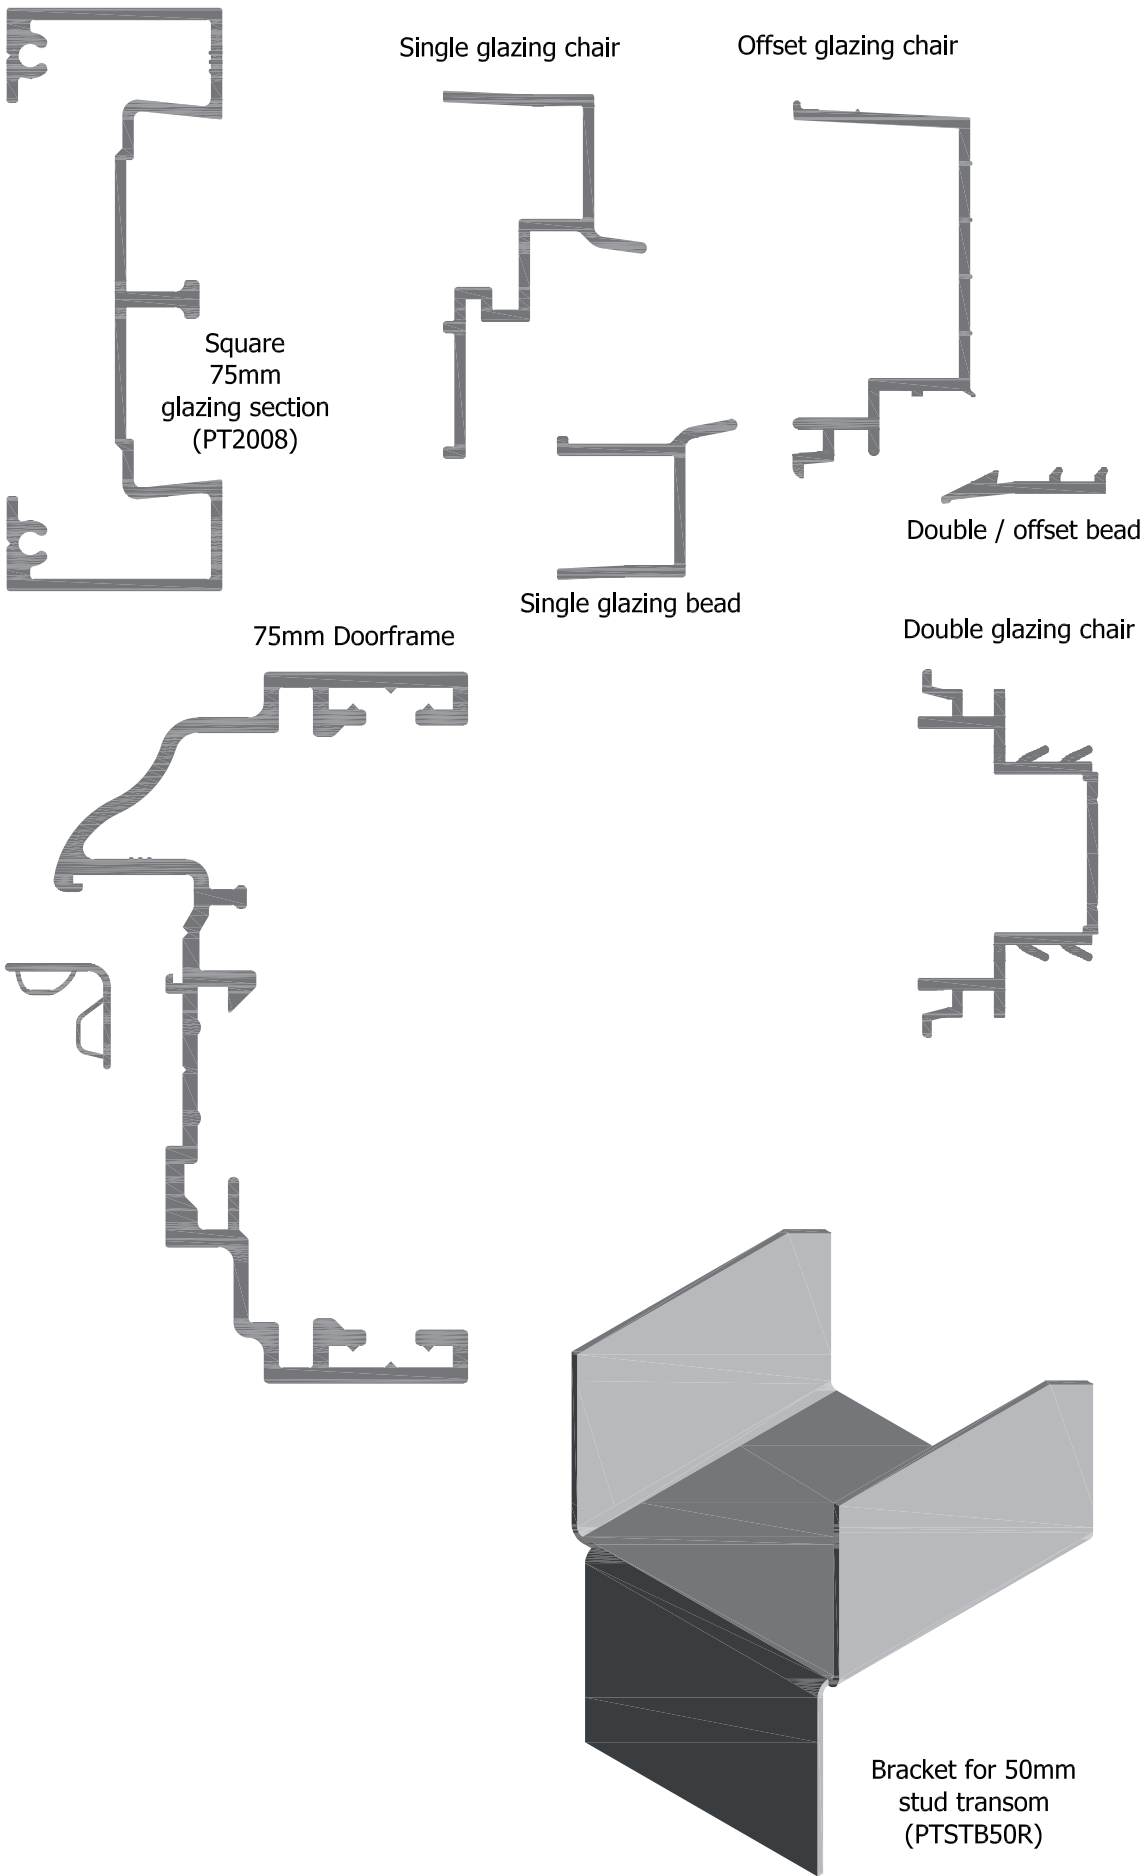 Single glazing chair
Offset glazing chair
Square
75mm
glazing section
(PT2008)
Double / offset bead
Single glazing bead
75mm Doorframe
Double glazing chair
Bracket for 50mm
stud transom
(PTSTB50R)